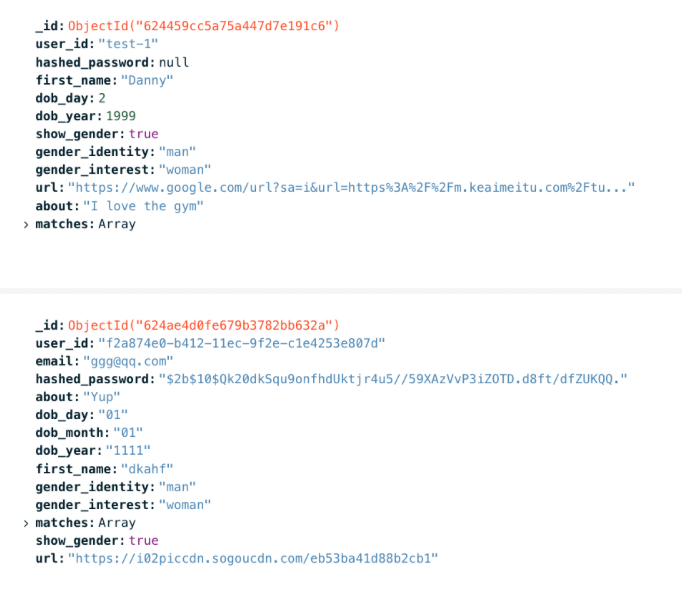 _id: ObjectId("624459cc5a75a447d7e191c6")
user_id: "test-1"
hashed_password: null
first_name: "Danny"
dob_day: 2
dob_year: 1999
show_gender: true
gender_identity: "man"
gender_interest: "woman"
url: "https://www.google.com/url?sa=i&url=https%3A%2F%2Fm.keaimeitu.com%2Ftu..."
about: "I love the gym"
> matches: Array
_id: ObjectId("624ae4d0fe679b3782bb632a")
user_id: "f2a874e0-b412-11ec-9f2e-c1e4253e807d"
email: "ggg@qq.com"
hashed_password: "$2b$10$Qk20dkSqu9onfhdUktjr4u5//59XAzVvP3iZOTD.d8ft/dfZUKQQ."
about: "Yup"
dob_day: "01"
dob_month: "01"
dob_year: "1111"
first_name: "dkahf"
gender_identity: "man"
gender_interest: "woman"
> matches: Array
show_gender: true
url: "https://i02piccdn.sogoucdn.com/eb53ba41d88b2cb1"